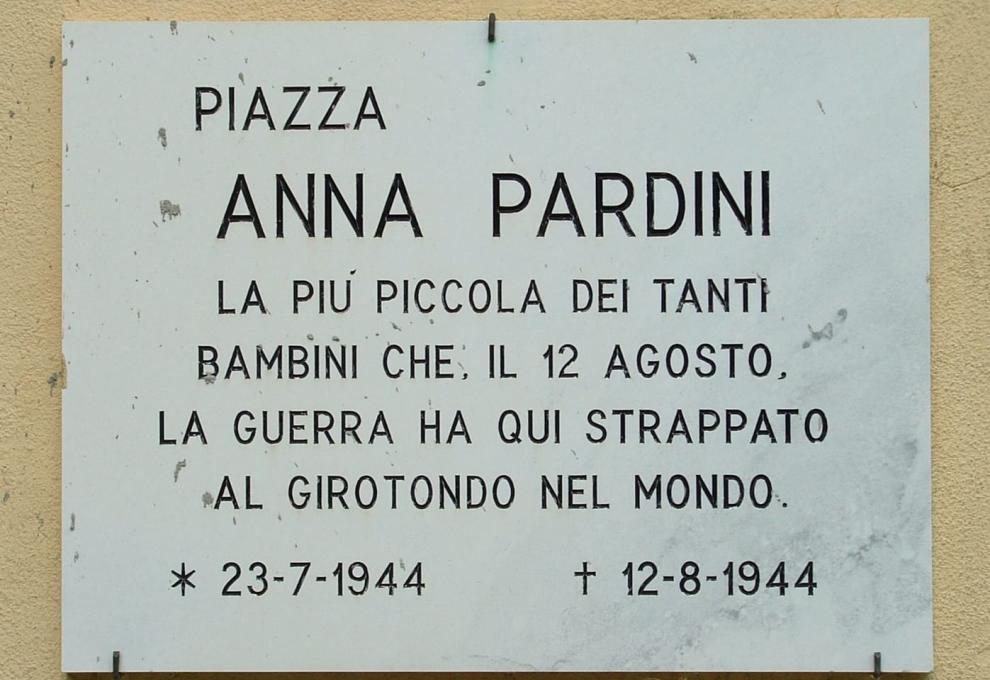 PIAZZA
ANNA PARDINI
LA PIÚ PICCOLA DEI TANTI
BAMBINI CHE, IL 12 AGOSTO,
LA GUERRA HA QUI STRAPPATO
AL GIROTONDO NEL MONDO.
* 23-7-1944 † 12-8-1944